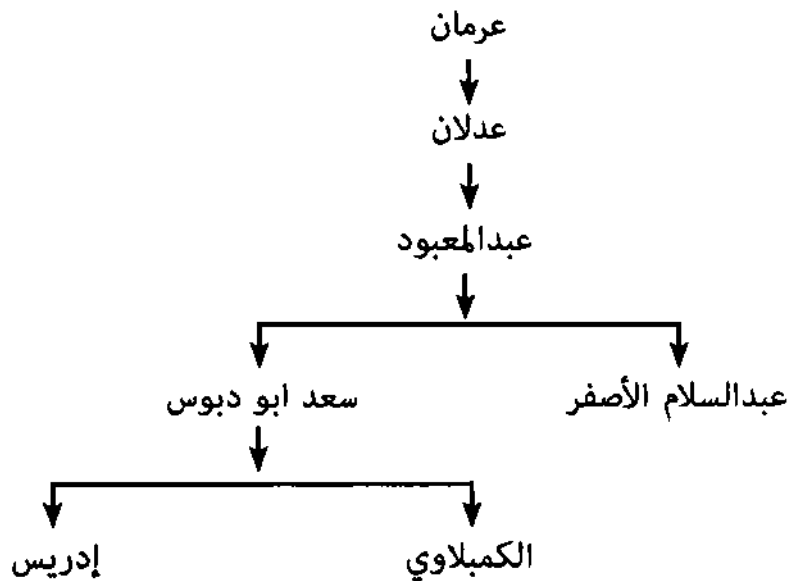 عرمان
عدلان
عبدالمعبود
عبدالسلام الأصفر
سعد ابو دبوس
الكمبلاوي
إدريس